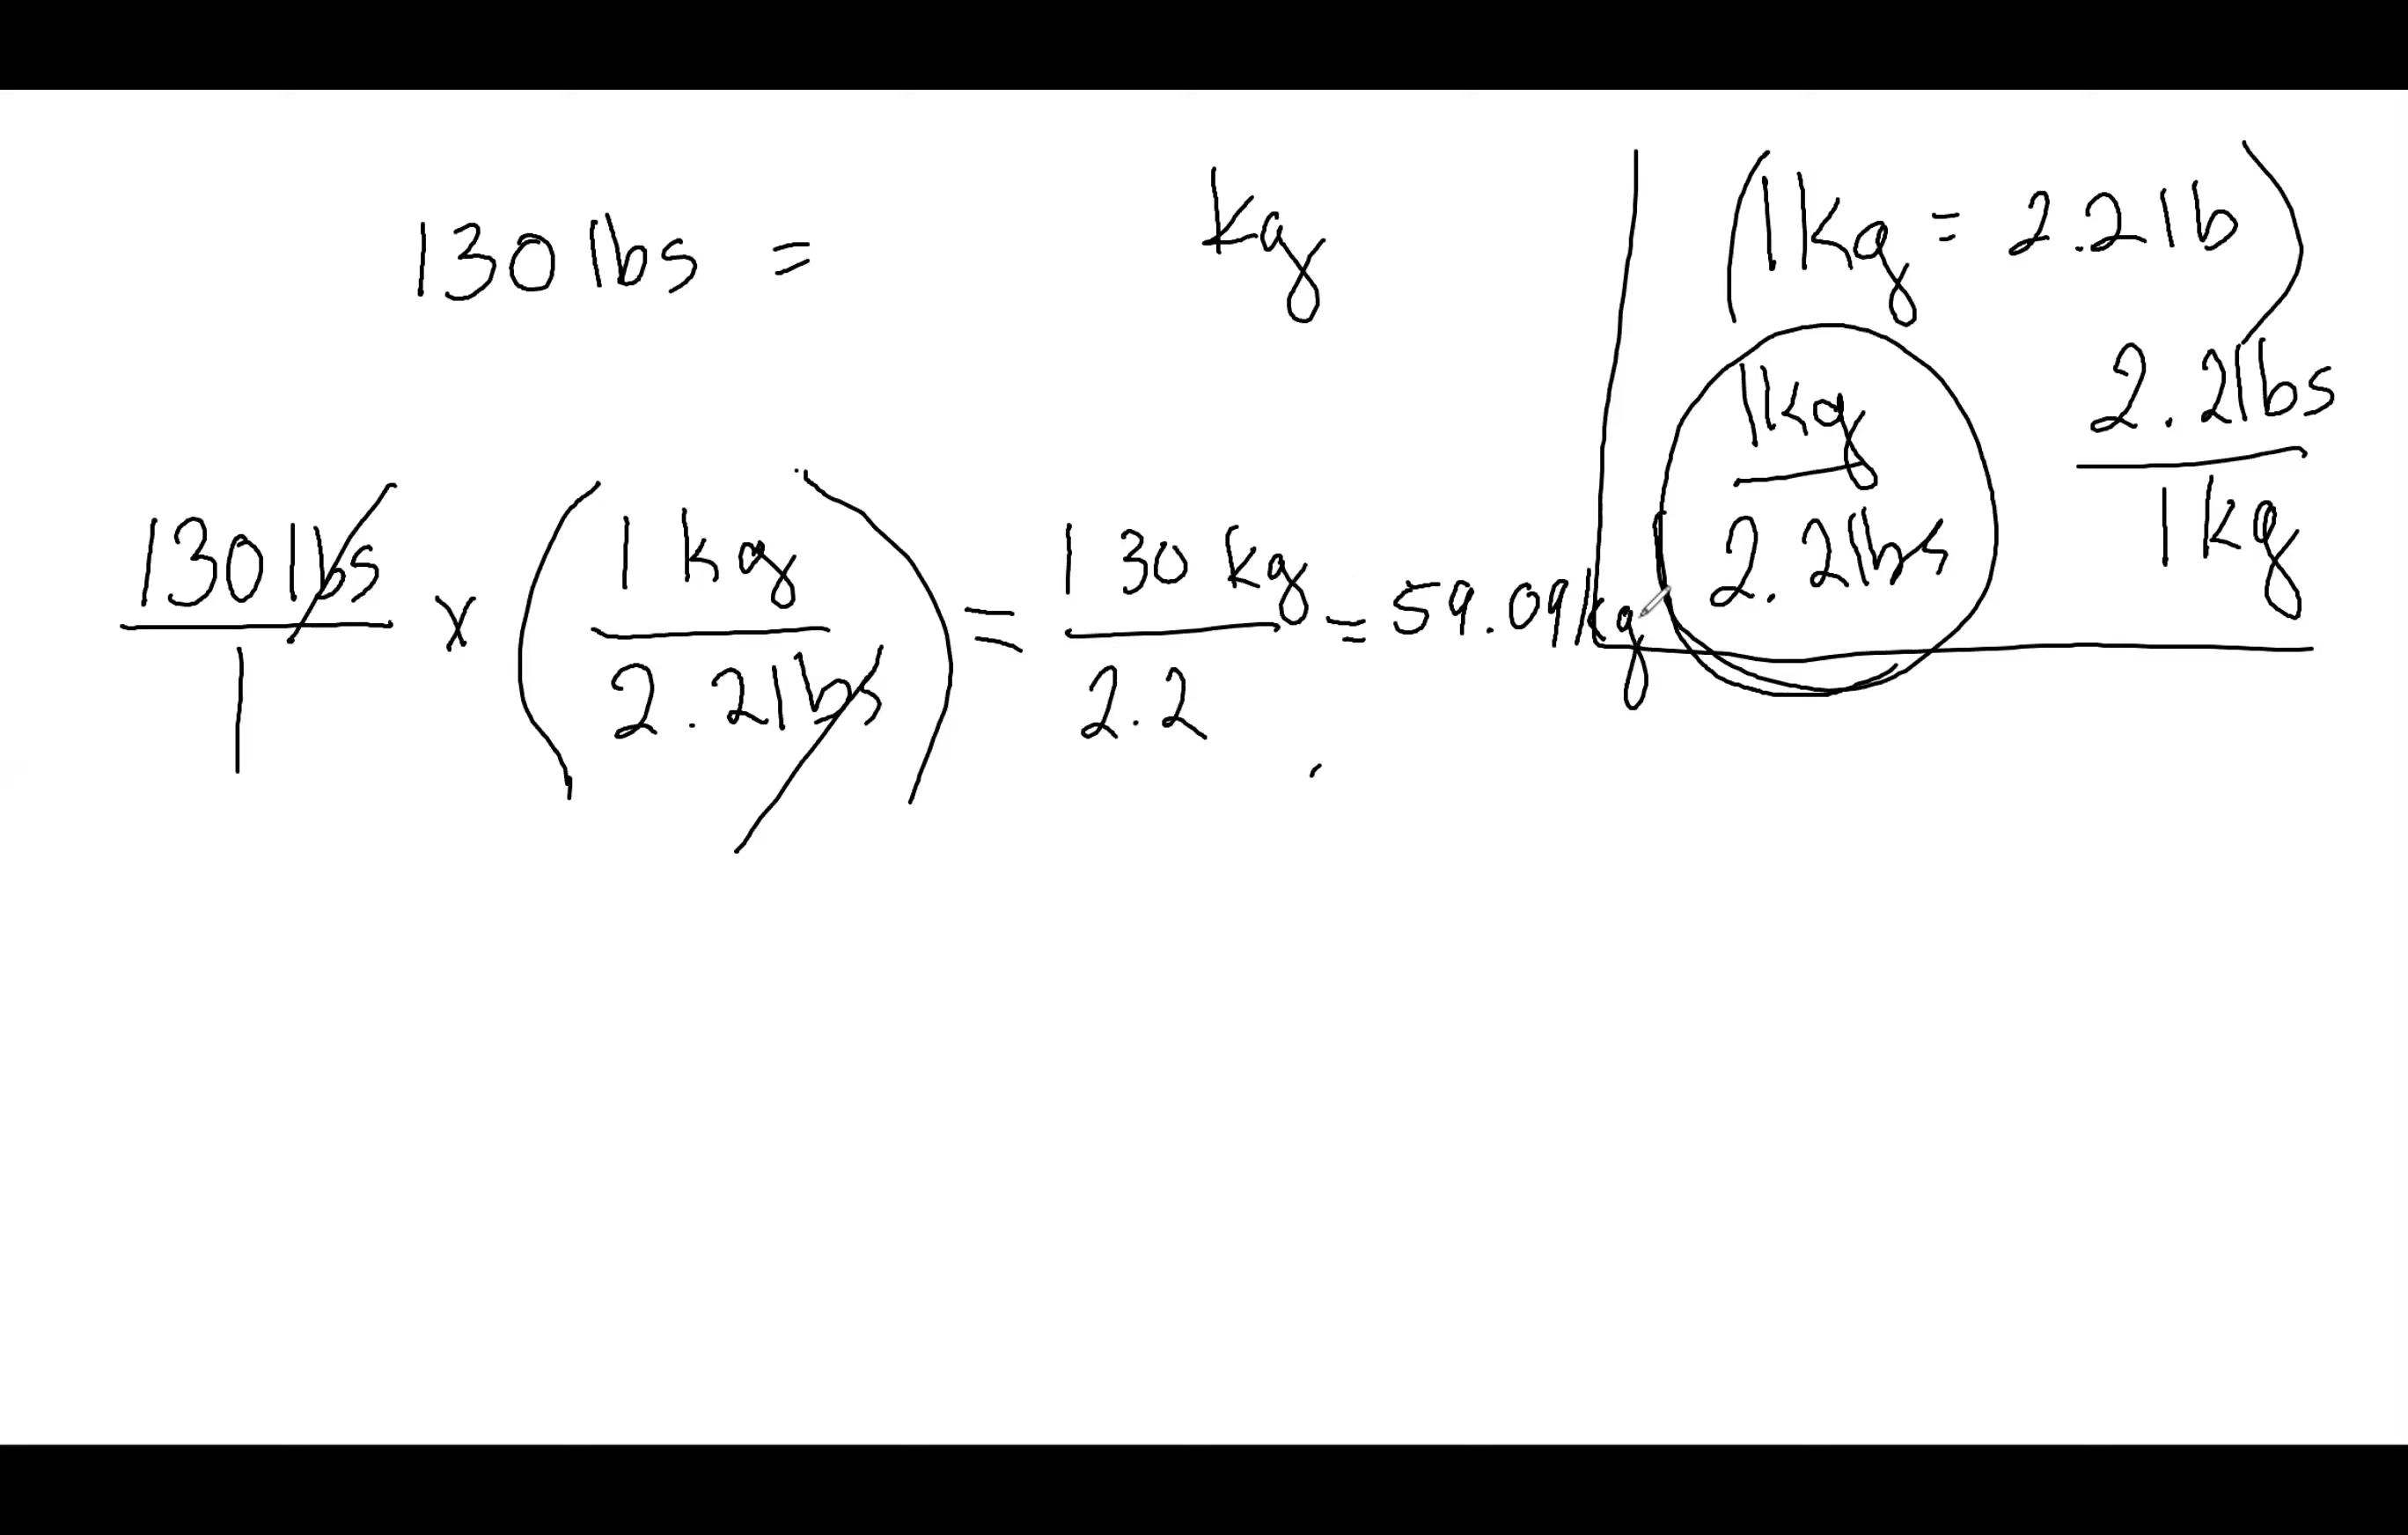 130 lbs = kg
130 lbs / 1 x ( 1 kg / 2.2 lbs ) = 130 kg / 2.2 = 59.09 kg
( 1 kg = 2.2 lb )
1 kg / 2.2 lbs
2.2 lbs / 1 kg